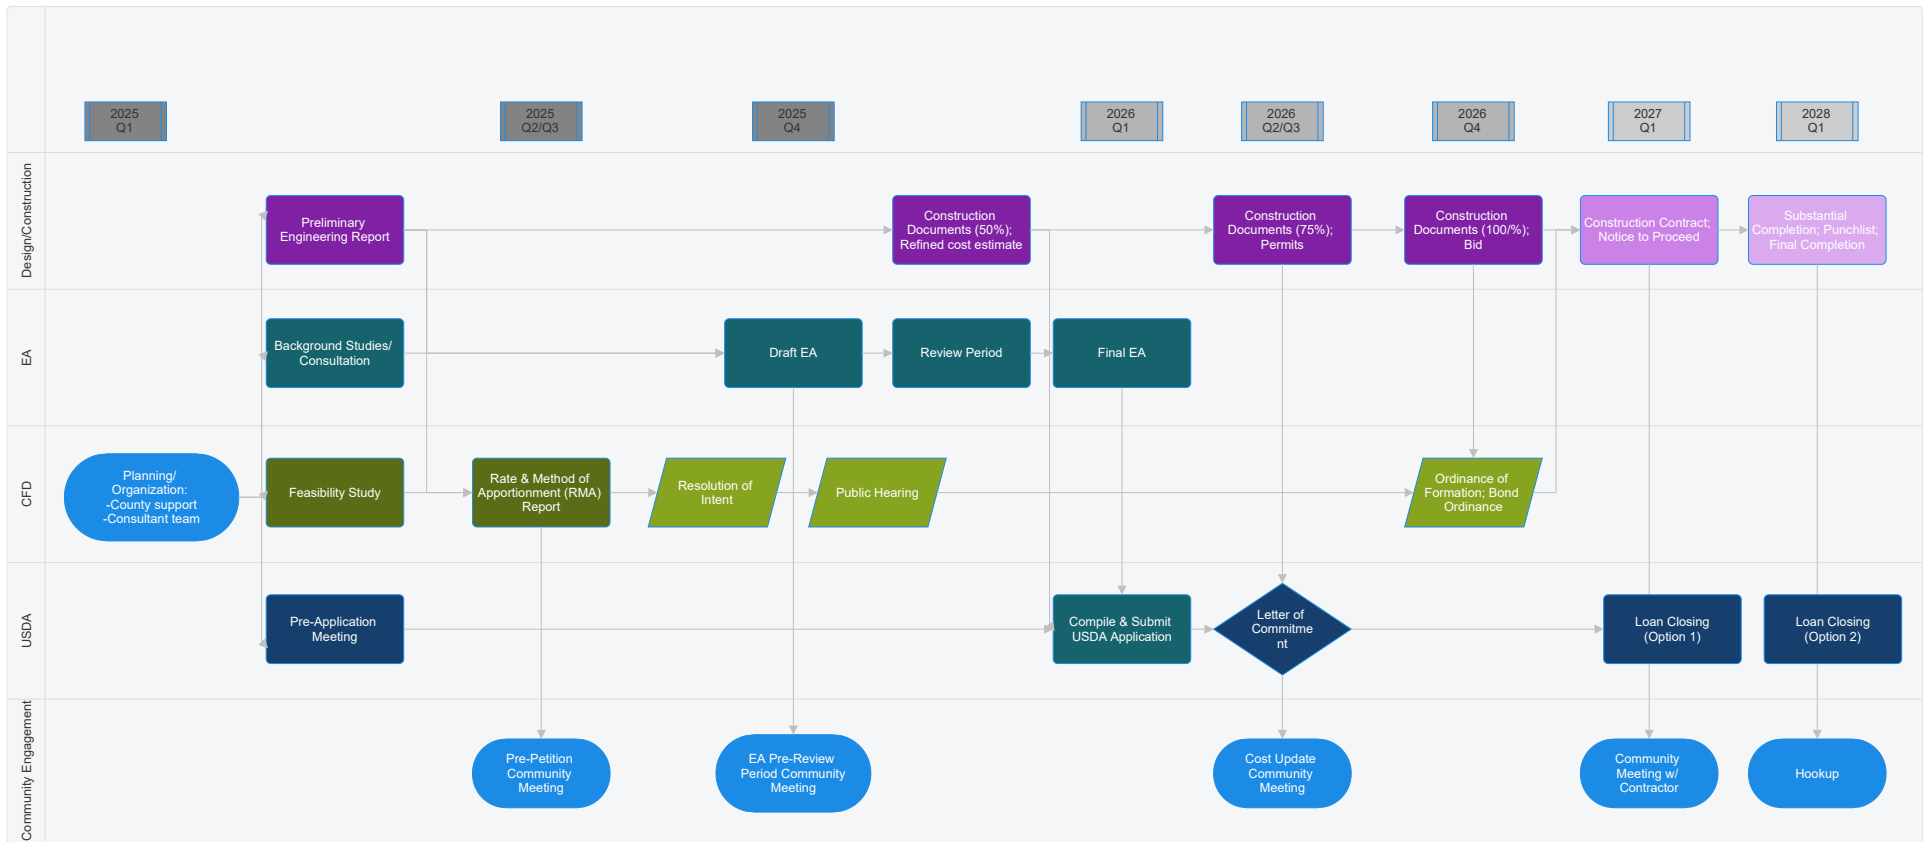 2025
Q1
2025
Q2/Q3
2025
Q4
2026
Q1
2026
Q2/Q3
2026
Q4
2027
Q1
2028
Q1
Design/Construction
Preliminary
Engineering Report
Construction
Documents (50%);
Refined cost estimate
Construction
Documents (75%);
Permits
Construction
Documents (100/%);
Bid
Construction Contract;
Notice to Proceed
Substantial
Completion; Punchlist;
Final Completion
EA
Background Studies/
Consultation
Draft EA
Review Period
Final EA
CFD
Planning/
Organization:
-County support
-Consultant team
Feasibility Study
Rate & Method of
Apportionment (RMA)
Report
Resolution of
Intent
Public Hearing
Ordinance of
Formation; Bond
Ordinance
USDA
Pre-Application
Meeting
Compile & Submit
USDA Application
Letter of
Commitme
nt
Loan Closing
(Option 1)
Loan Closing
(Option 2)
Community Engagement
Pre-Petition
Community
Meeting
EA Pre-Review
Period Community
Meeting
Cost Update
Community
Meeting
Community
Meeting w/
Contractor
Hookup